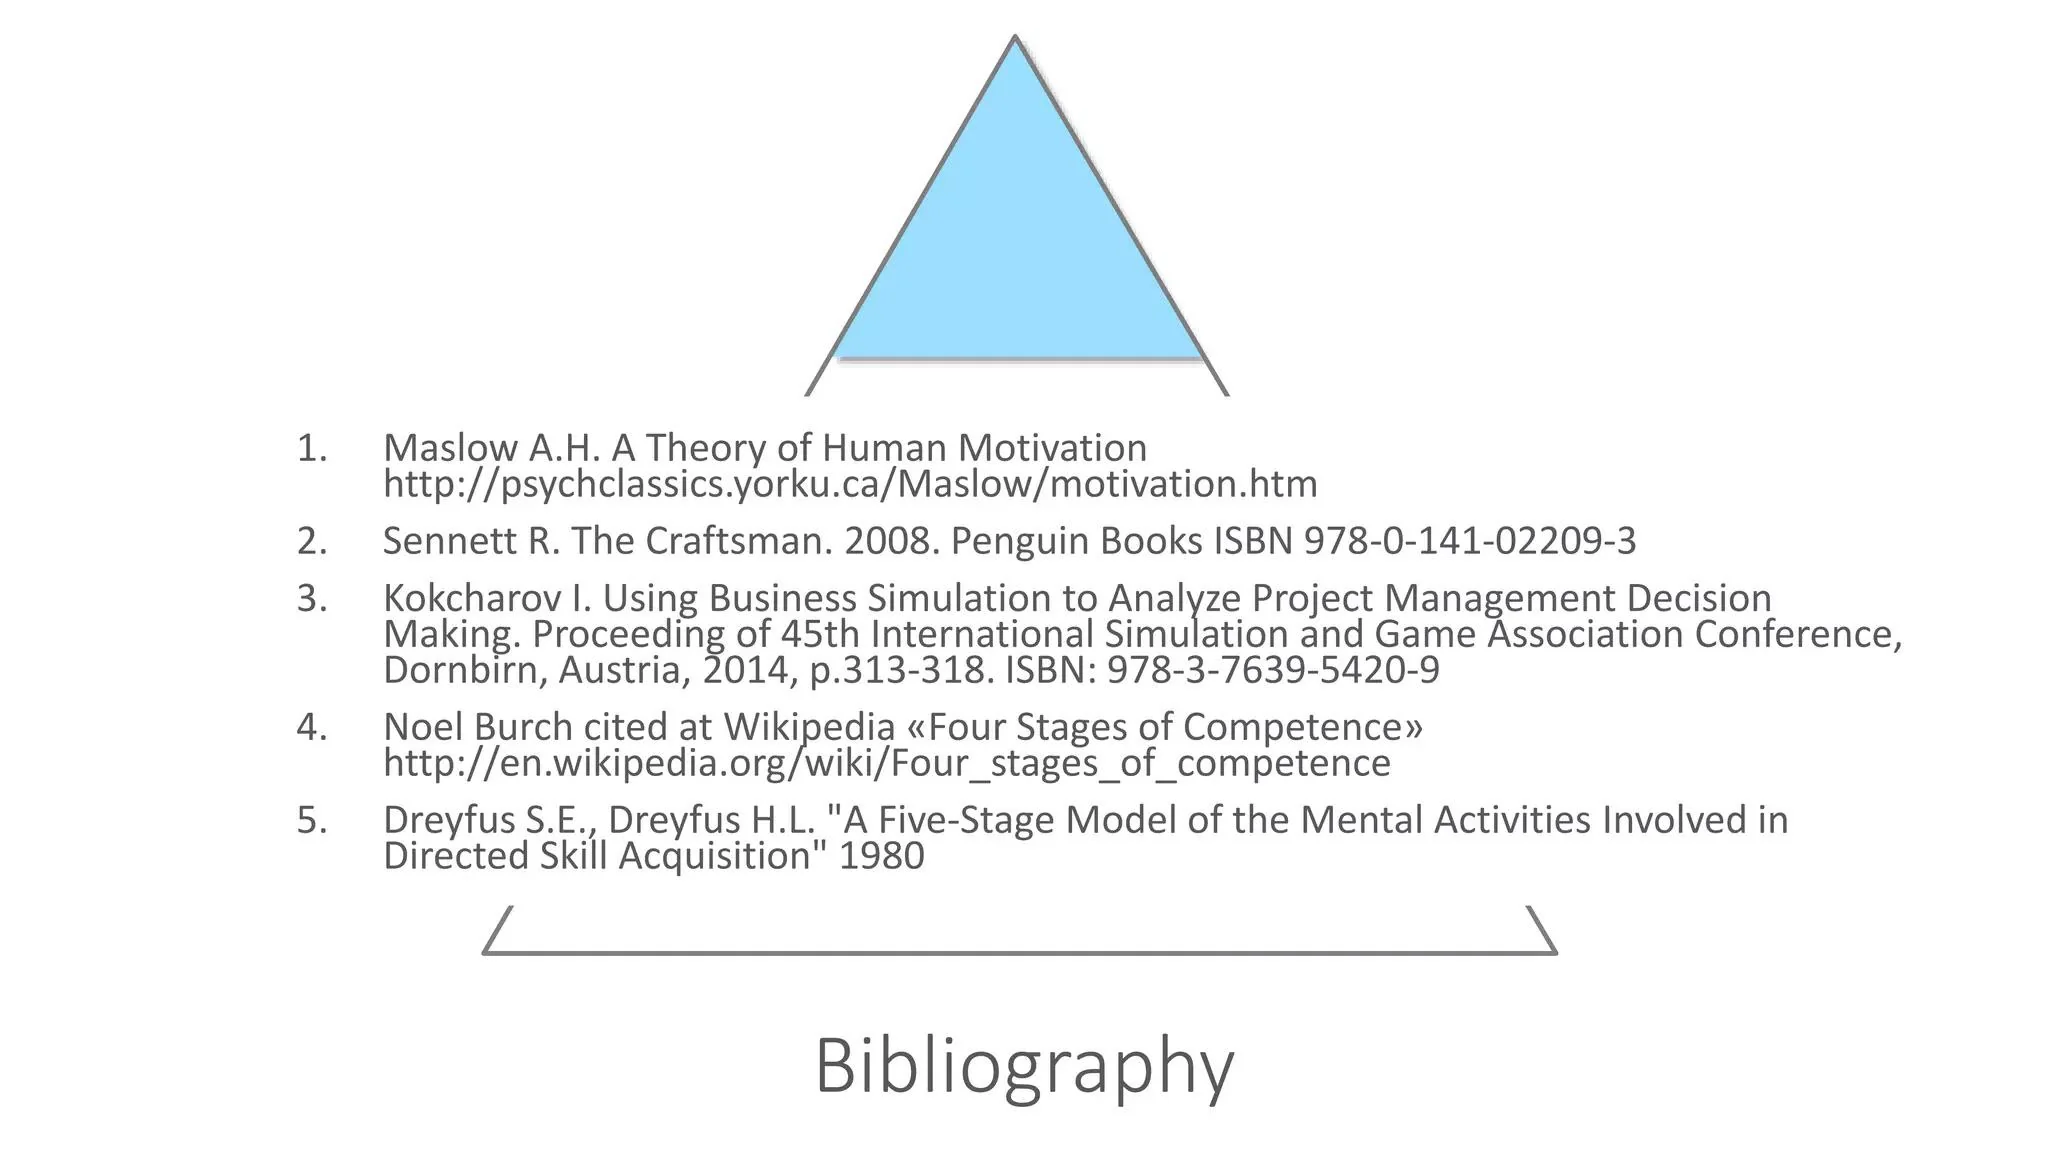 1. Maslow A.H. A Theory of Human Motivation
http://psychclassics.yorku.ca/Maslow/motivation.htm
2. Sennett R. The Craftsman. 2008. Penguin Books ISBN 978-0-141-02209-3
3. Kokcharov I. Using Business Simulation to Analyze Project Management Decision
Making. Proceeding of 45th International Simulation and Game Association Conference,
Dornbirn, Austria, 2014, p.313-318. ISBN: 978-3-7639-5420-9
4. Noel Burch cited at Wikipedia «Four Stages of Competence»
http://en.wikipedia.org/wiki/Four_stages_of_competence
5. Dreyfus S.E., Dreyfus H.L. "A Five-Stage Model of the Mental Activities Involved in
Directed Skill Acquisition" 1980
Bibliography